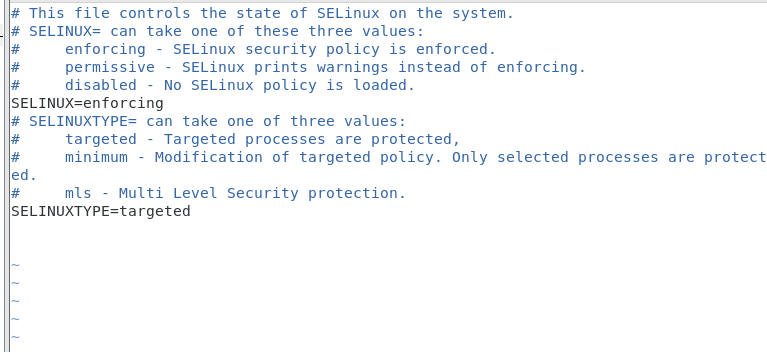 # This file controls the state of SELinux on the system.
# SELINUX= can take one of these three values:
#     enforcing - SELinux security policy is enforced.
#     permissive - SELinux prints warnings instead of enforcing.
#     disabled - No SELinux policy is loaded.
SELINUX=enforcing
# SELINUXTYPE= can take one of three values:
#     targeted - Targeted processes are protected,
#     minimum - Modification of targeted policy. Only selected processes are protect
ed.
#     mls - Multi Level Security protection.
SELINUXTYPE=targeted
~
~
~
~
~